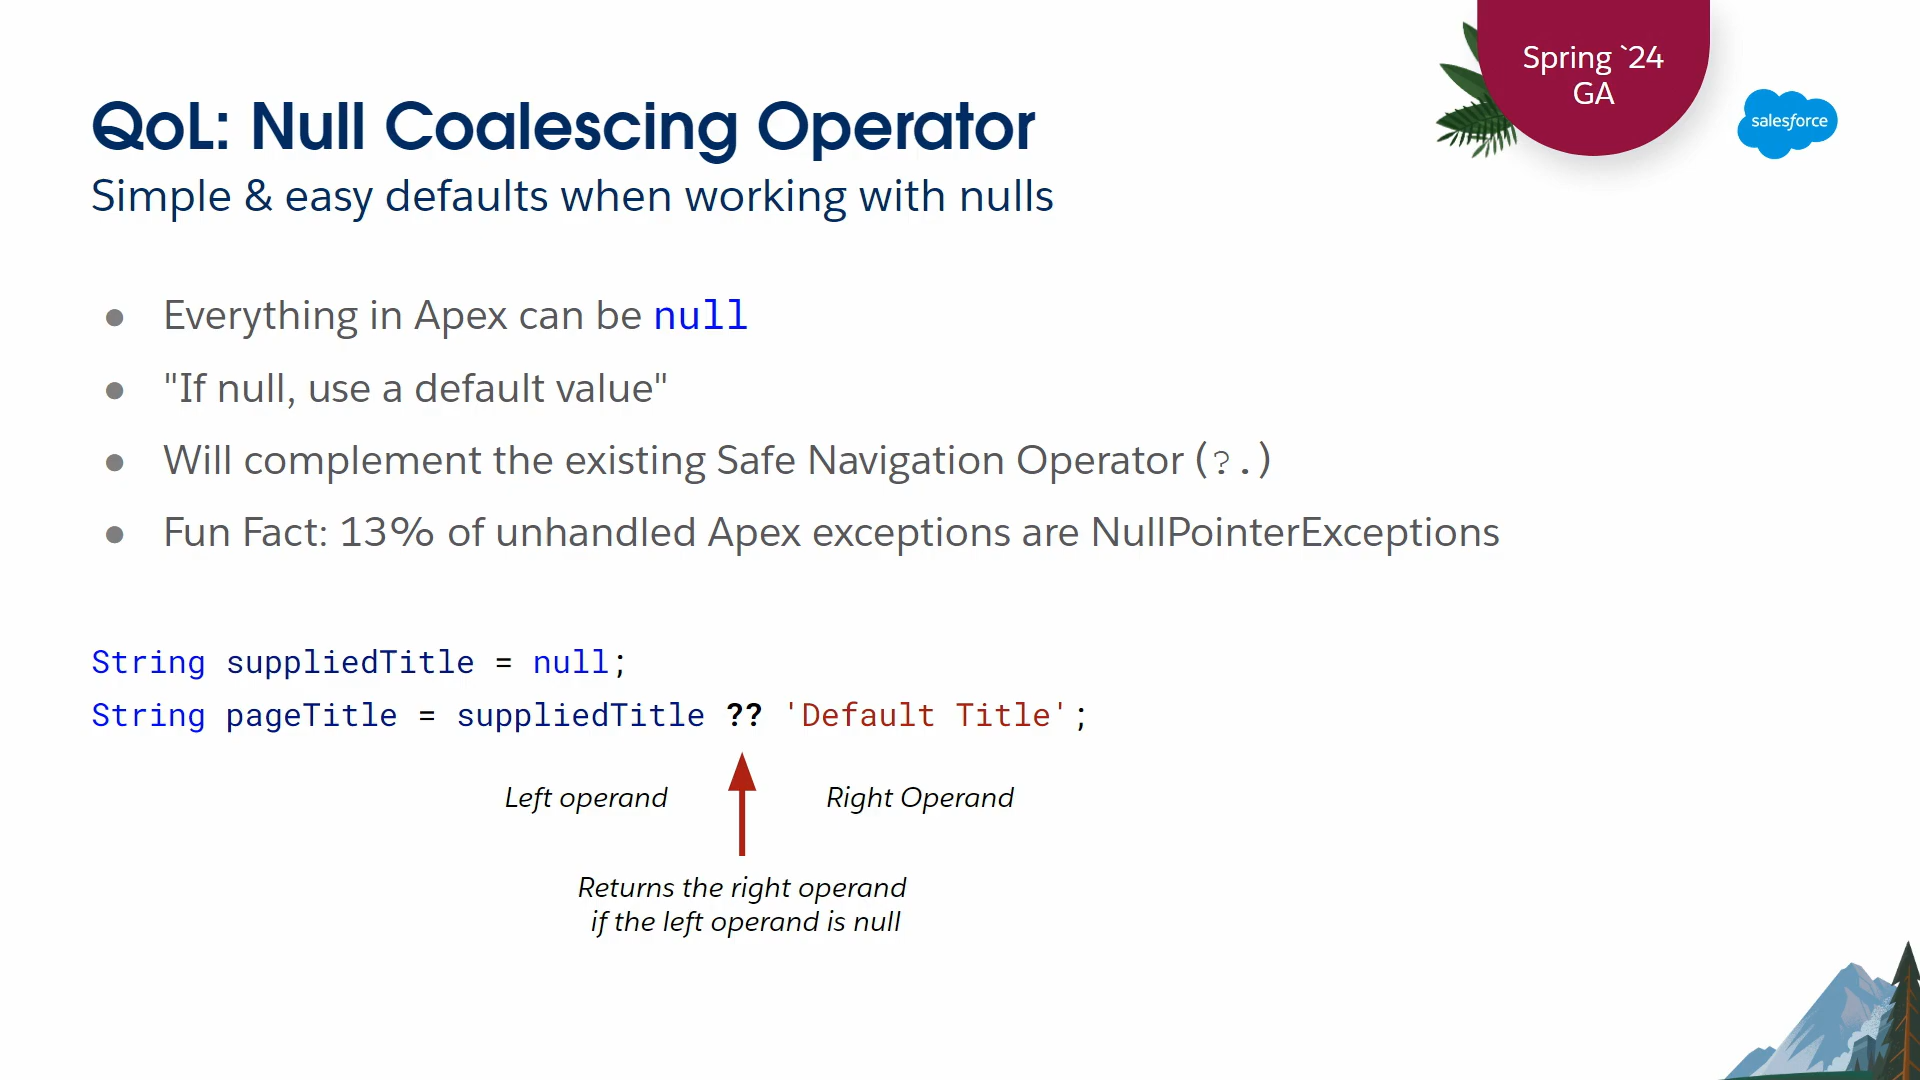 Spring `24
GA
salesforce
QoL: Null Coalescing Operator
Simple & easy defaults when working with nulls
● Everything in Apex can be null
● "If null, use a default value"
● Will complement the existing Safe Navigation Operator (?.)
● Fun Fact: 13% of unhandled Apex exceptions are NullPointerExceptions
String suppliedTitle = null;
String pageTitle = suppliedTitle ?? 'Default Title';
Left operand
Right Operand
Returns the right operand
if the left operand is null